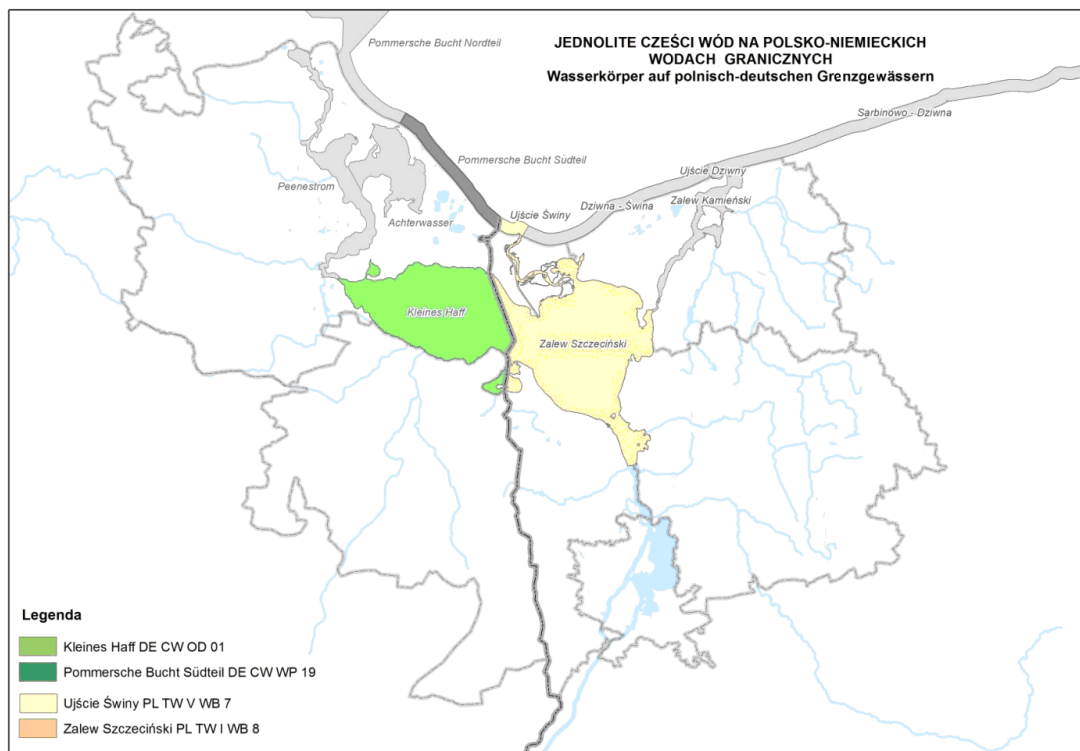 JEDNOLITE CZEŚCI WÓD NA POLSKO-NIEMIECKICH
WODACH GRANICZNYCH
Wasserkörper auf polnisch-deutschen Grenzgewässern
Pommersche Bucht Nordteil
Sarbinowo - Dziwna
Pommersche Bucht Südteil
Ujście Dziwny
Peenestrom
Dziwna - Świna
Zalew Kamieński
Achterwasser
Ujście Świny
Kleines Haff
Zalew Szczeciński
Legenda
Kleines Haff DE CW OD 01
Pommersche Bucht Südteil DE CW WP 19
Ujście Świny PL TW V WB 7
Zalew Szczeciński PL TW I WB 8